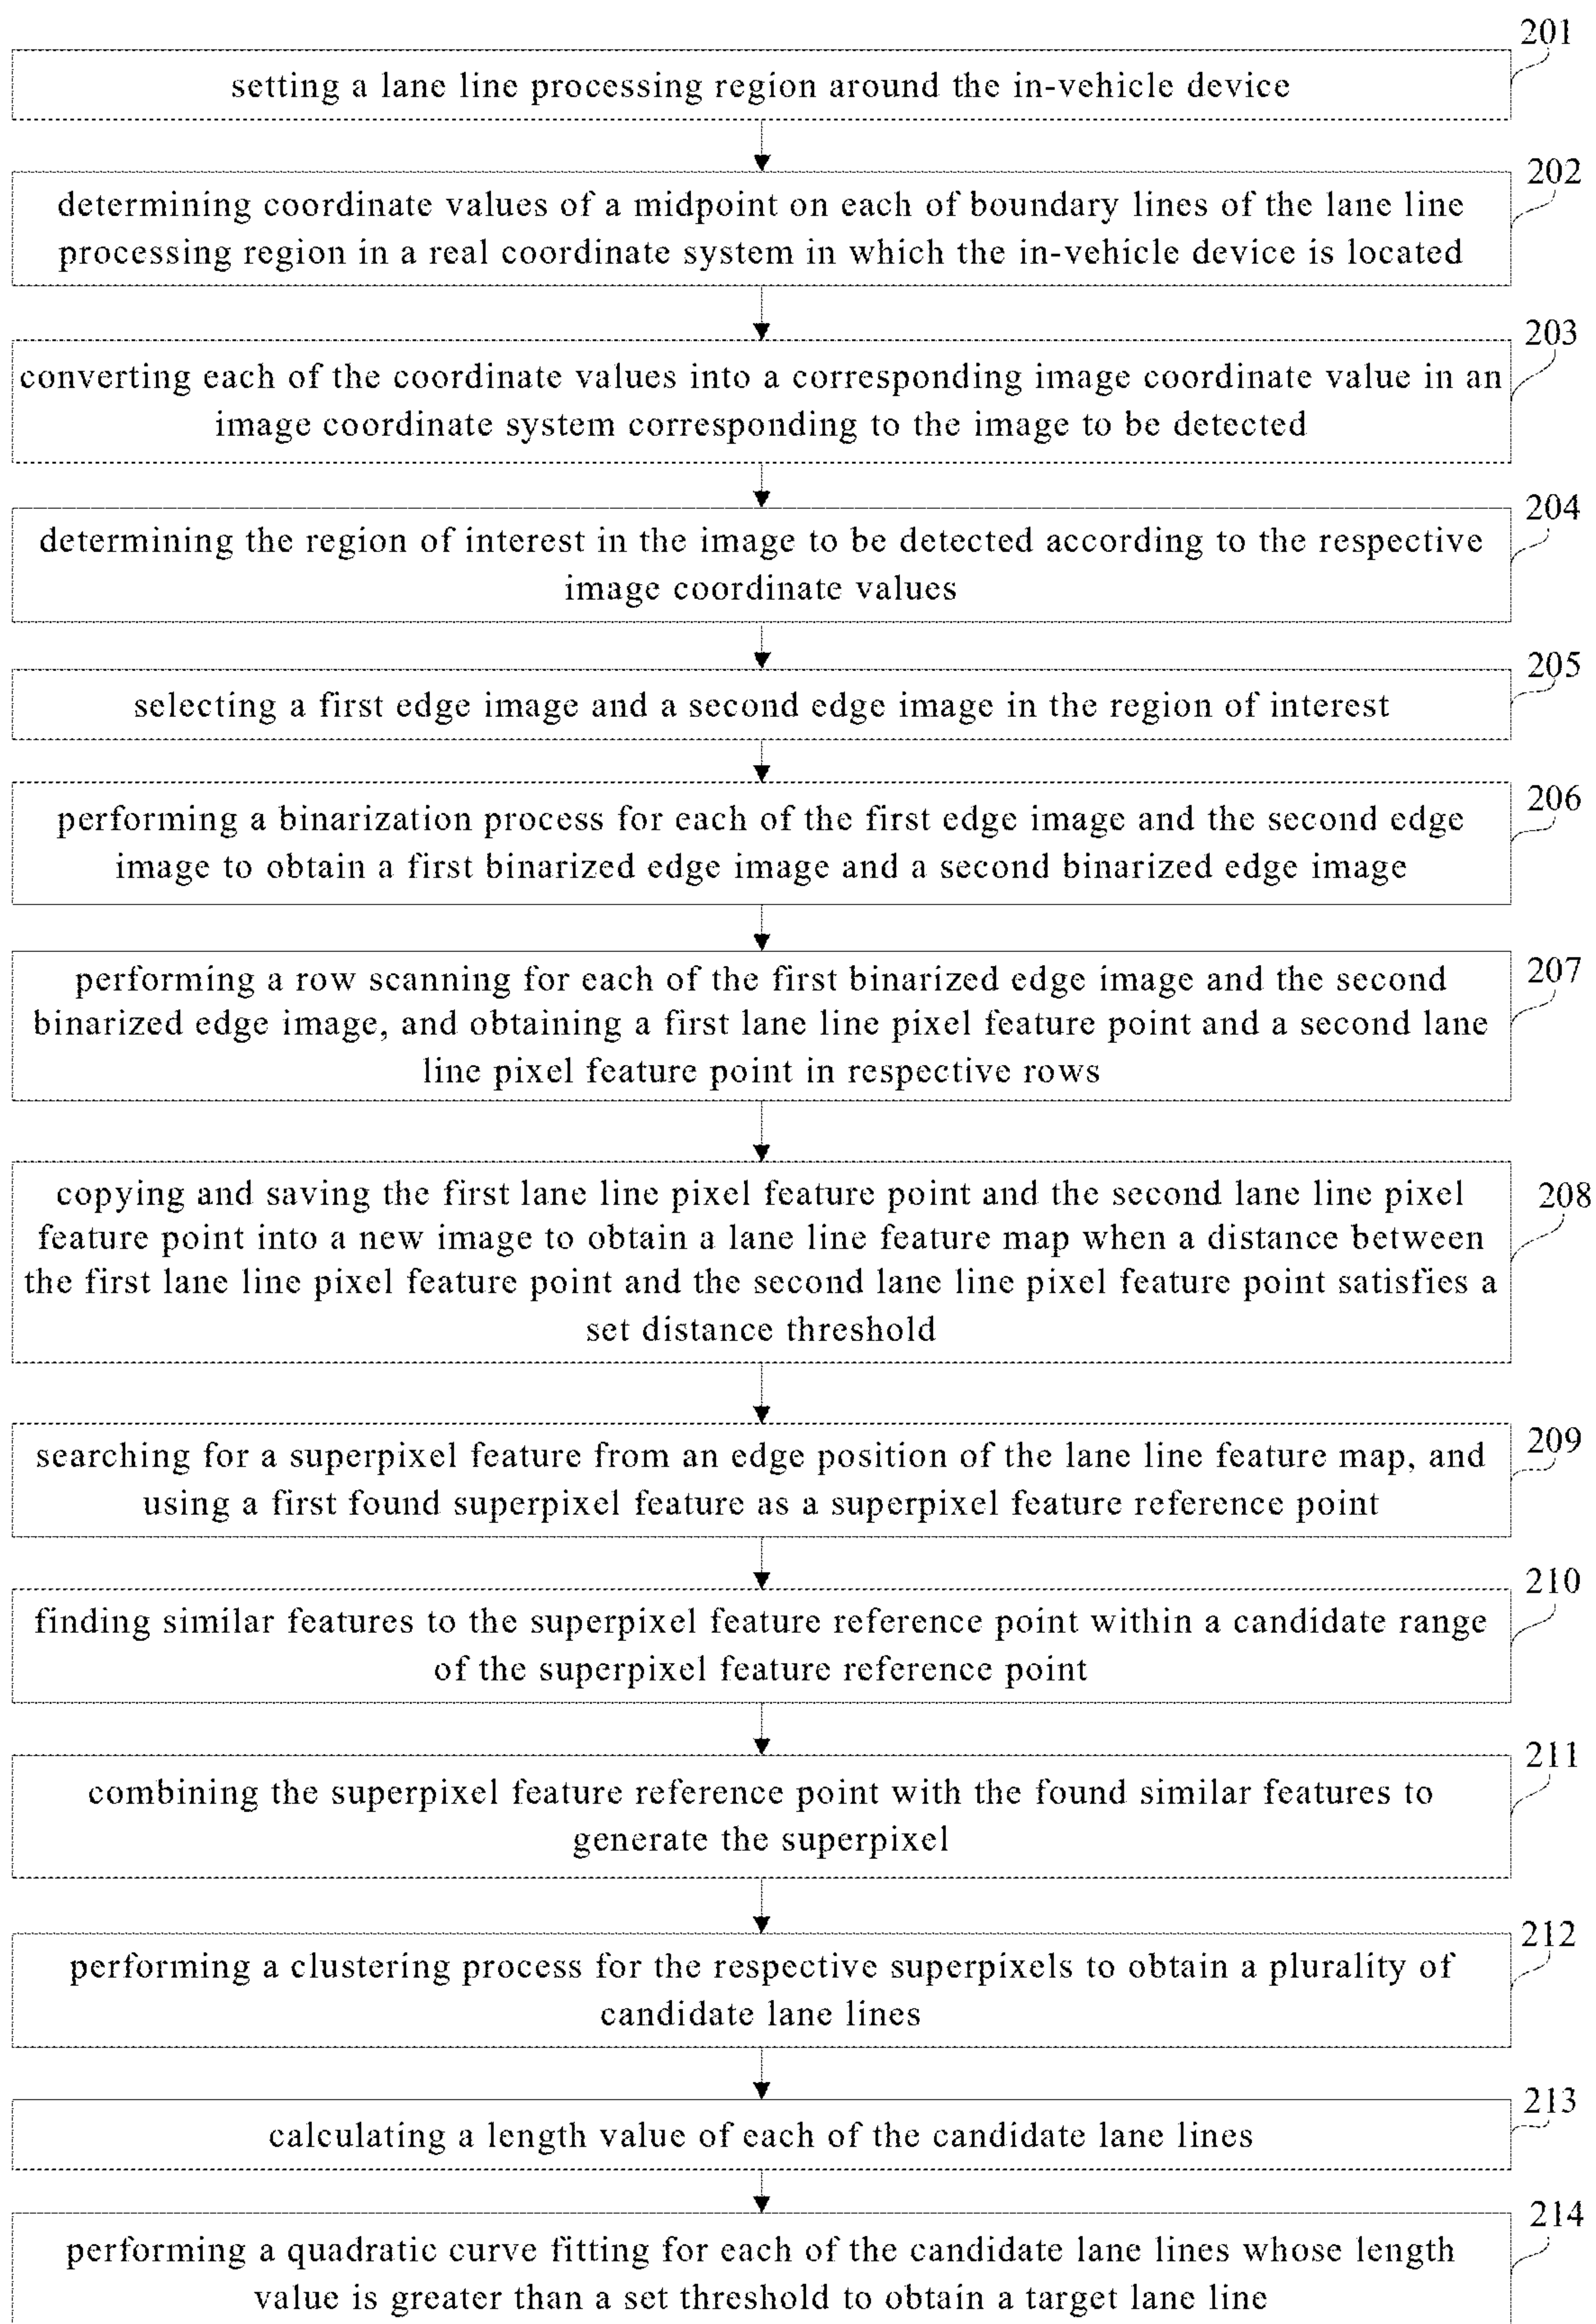 201
setting a lane line processing region around the in-vehicle device
202
determining coordinate values of a midpoint on each of boundary lines of the lane line
processing region in a real coordinate system in which the in-vehicle device is located
203
converting each of the coordinate values into a corresponding image coordinate value in an
image coordinate system corresponding to the image to be detected
204
determining the region of interest in the image to be detected according to the respective
image coordinate values
205
selecting a first edge image and a second edge image in the region of interest
206
performing a binarization process for each of the first edge image and the second edge
image to obtain a first binarized edge image and a second binarized edge image
207
performing a row scanning for each of the first binarized edge image and the second
binarized edge image, and obtaining a first lane line pixel feature point and a second lane
line pixel feature point in respective rows
208
copying and saving the first lane line pixel feature point and the second lane line pixel
feature point into a new image to obtain a lane line feature map when a distance between
the first lane line pixel feature point and the second lane line pixel feature point satisfies a
set distance threshold
209
searching for a superpixel feature from an edge position of the lane line feature map, and
using a first found superpixel feature as a superpixel feature reference point
210
finding similar features to the superpixel feature reference point within a candidate range
of the superpixel feature reference point
211
combining the superpixel feature reference point with the found similar features to
generate the superpixel
212
performing a clustering process for the respective superpixels to obtain a plurality of
candidate lane lines
213
calculating a length value of each of the candidate lane lines
214
performing a quadratic curve fitting for each of the candidate lane lines whose length
value is greater than a set threshold to obtain a target lane line